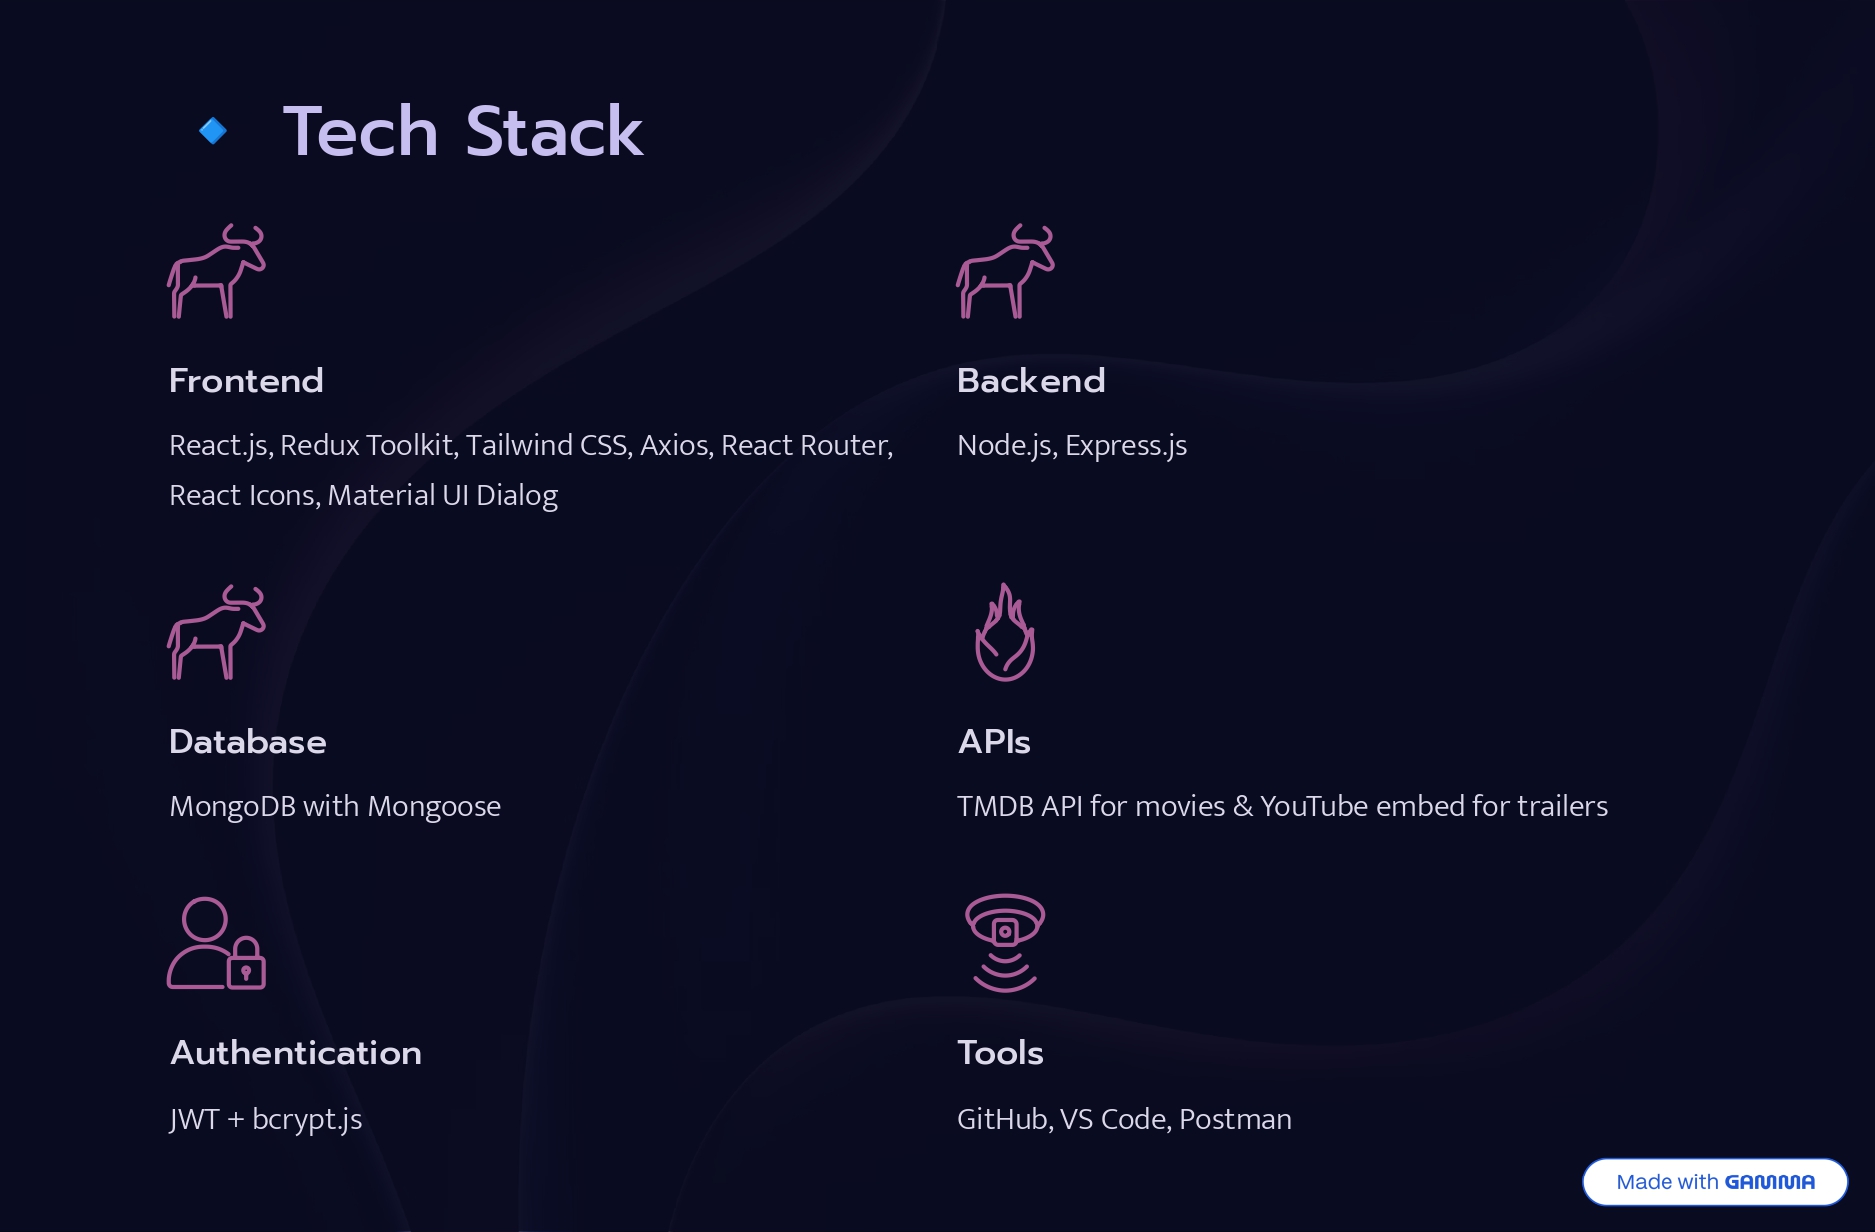 Tech Stack
Frontend
React.js, Redux Toolkit, Tailwind CSS, Axios, React Router,
React Icons, Material UI Dialog
Backend
Node.js, Express.js
Database
MongoDB with Mongoose
APIs
TMDB API for movies & YouTube embed for trailers
Authentication
JWT + bcrypt.js
Tools
GitHub, VS Code, Postman
Made with GAMMA